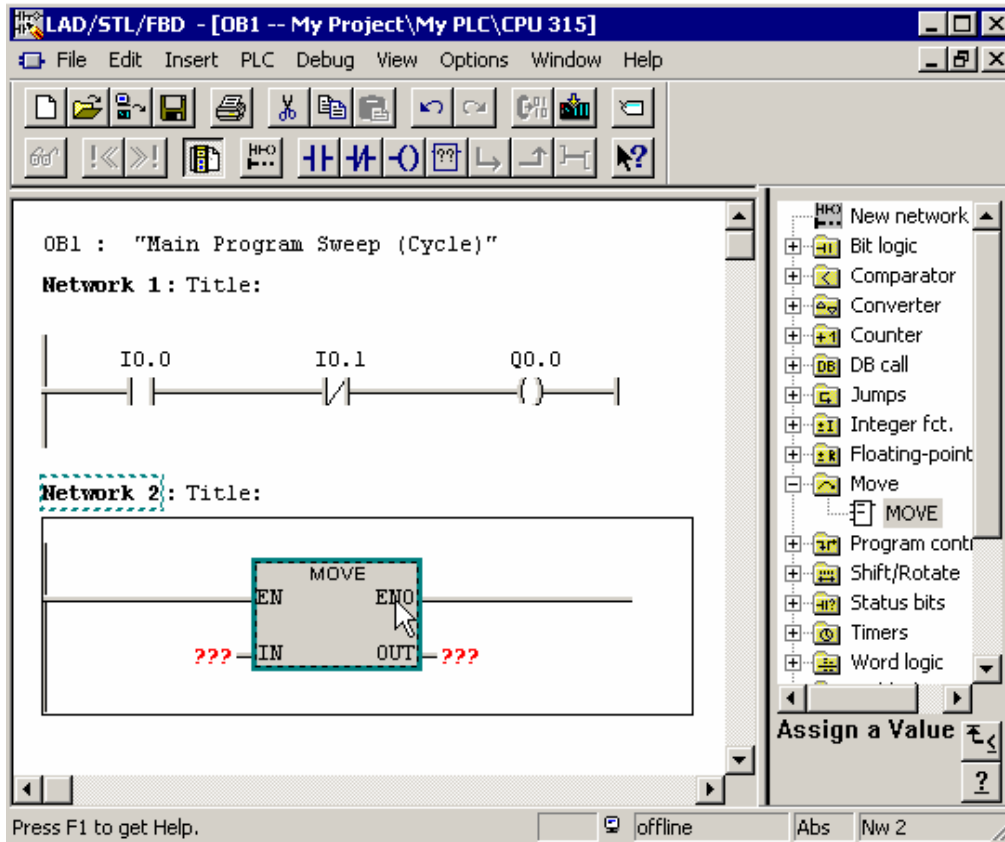 LAD/STL/FBD - [OB1 -- My Project\My PLC\CPU 315]
File Edit Insert PLC Debug View Options Window Help
OB1 : "Main Program Sweep (Cycle)"
Network 1: Title:
I0.0 I0.1 Q0.0
Network 2: Title:
MOVE
EN ENO
??? IN OUT ???
New network
Bit logic
Comparator
Converter
Counter
DB call
Jumps
Integer fct.
Floating-point
Move
MOVE
Program contr
Shift/Rotate
Status bits
Timers
Word logic
Assign a Value
Press F1 to get Help.
offline Abs Nw 2